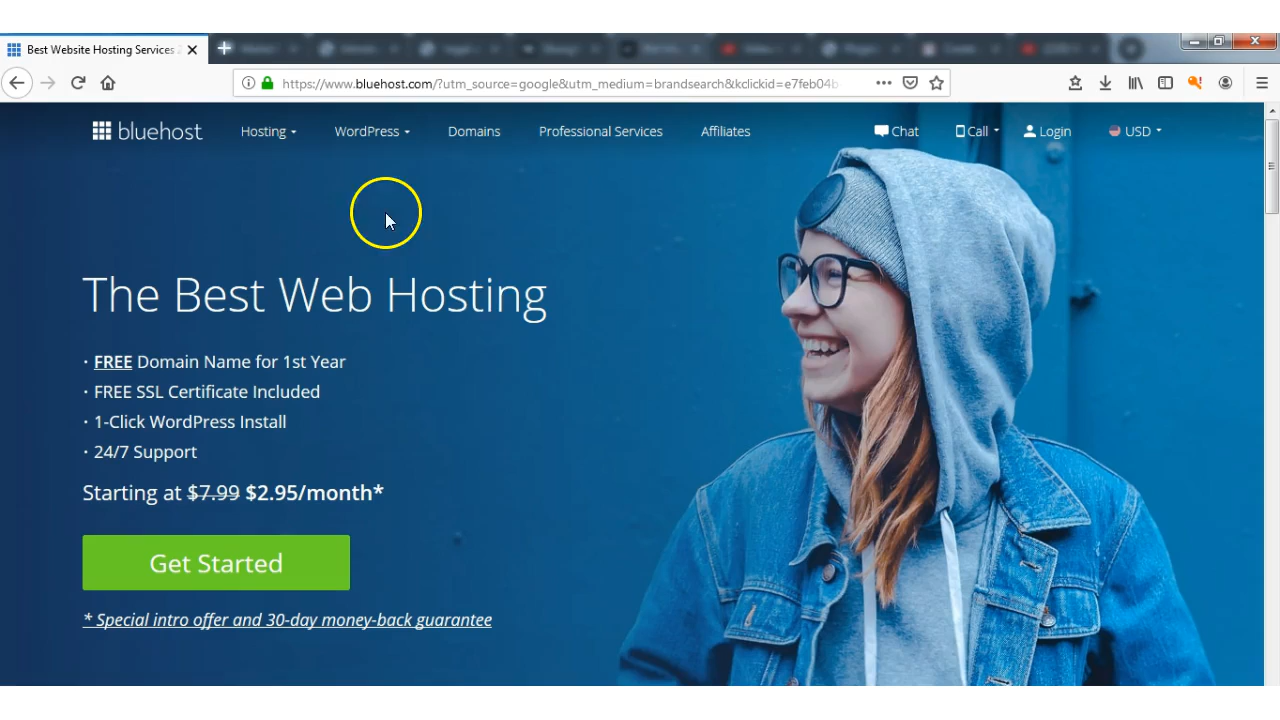 Best Website Hosting Services
https://www.bluehost.com/?utm_source=google&utm_medium=brandsearch&kclickid=e7feb04b
bluehost
Hosting
WordPress
Domains
Professional Services
Affiliates
Chat
Call
Login
USD
The Best Web Hosting
· FREE Domain Name for 1st Year
· FREE SSL Certificate Included
· 1-Click WordPress Install
· 24/7 Support
Starting at $7.99 $2.95/month*
Get Started
* Special intro offer and 30-day money-back guarantee